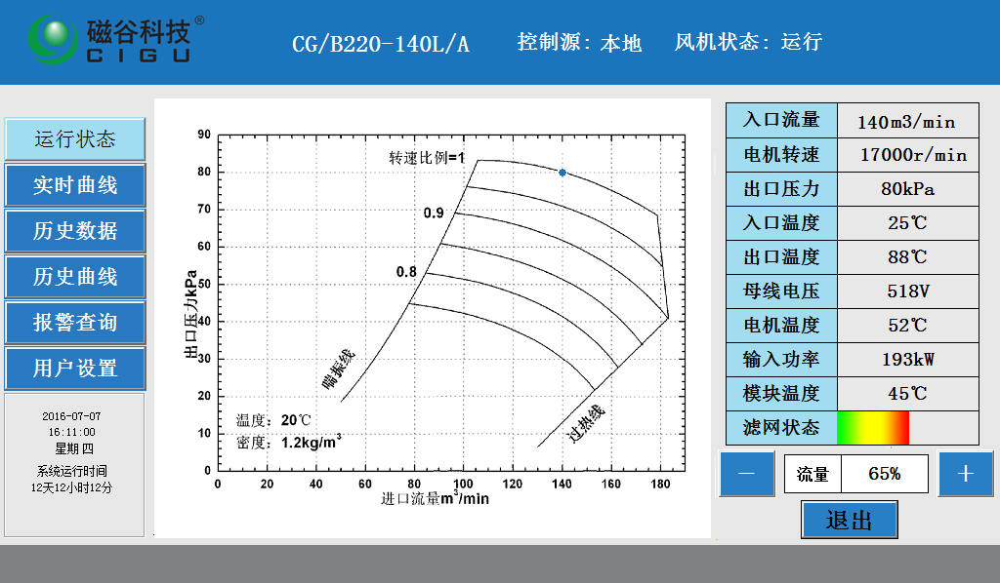 磁谷科技®
CIGU
CG/B220-140L/A 控制源：本地 风机状态：运行
运行状态
实时曲线
历史数据
历史曲线
报警查询
用户设置
2016-07-07
16:11:00
星期 四
系统运行时间
12天12小时12分
90
80
70
60
50
40
30
20
10
0
出口压力kPa
转速比例=1
0.9
0.8
喘振线
过热线
温度：20℃
密度：1.2kg/m³
0 20 40 60 80 100 120 140 160 180
进口流量m³/min
入口流量 140m3/min
电机转速 17000r/min
出口压力 80kPa
入口温度 25℃
出口温度 88℃
母线电压 518V
电机温度 52℃
输入功率 193kW
模块温度 45℃
滤网状态
－ 流量 65% ＋
退出